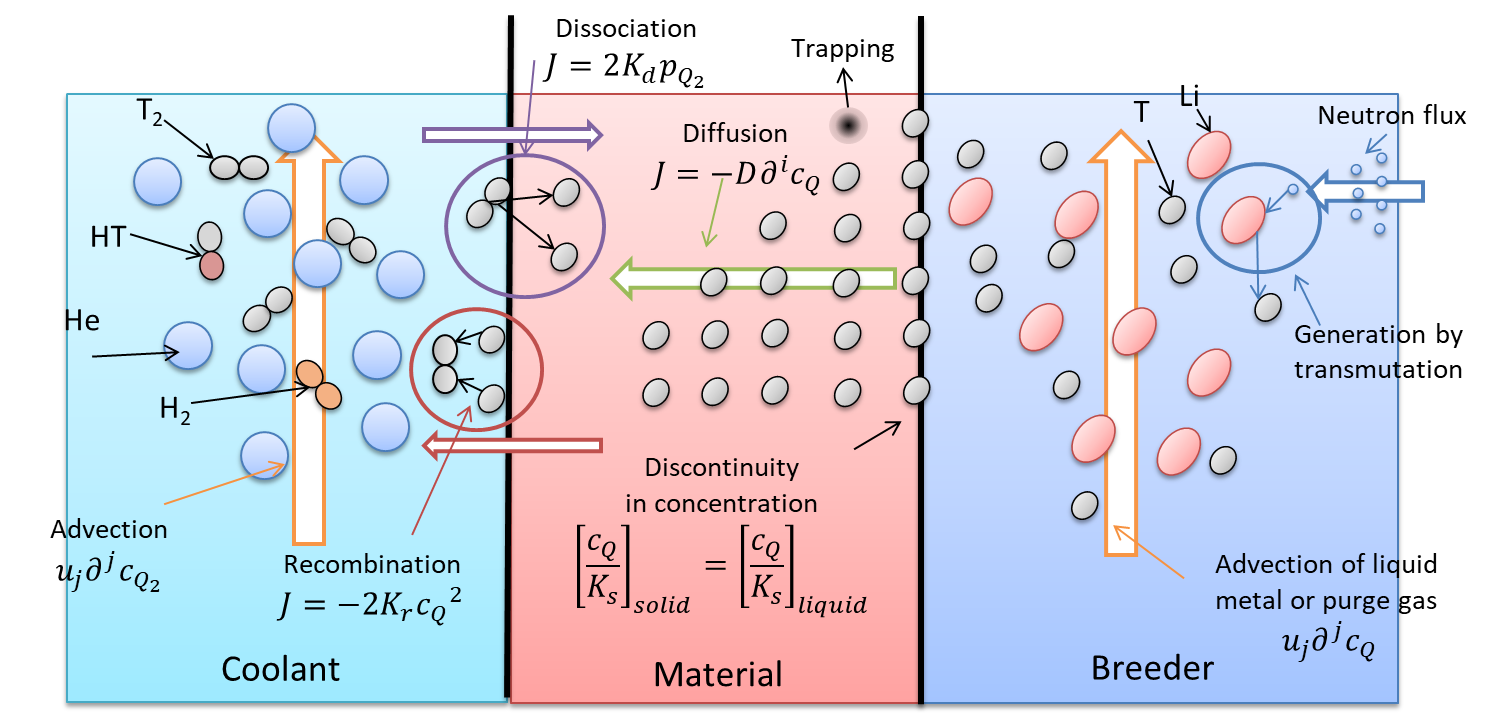 Dissociation
J = 2K_d p_{Q_2}
Trapping
T_2
Diffusion
J = −D ∂^i c_Q
T
Li
Neutron flux
HT
He
H_2
Generation by
transmutation
Discontinuity
in concentration
[c_Q / K_s]_{solid} = [c_Q / K_s]_{liquid}
Advection
u_j ∂^j c_{Q_2}
Recombination
J = −2K_r c_Q^2
Advection of liquid
metal or purge gas
u_j ∂^j c_Q
Coolant
Material
Breeder